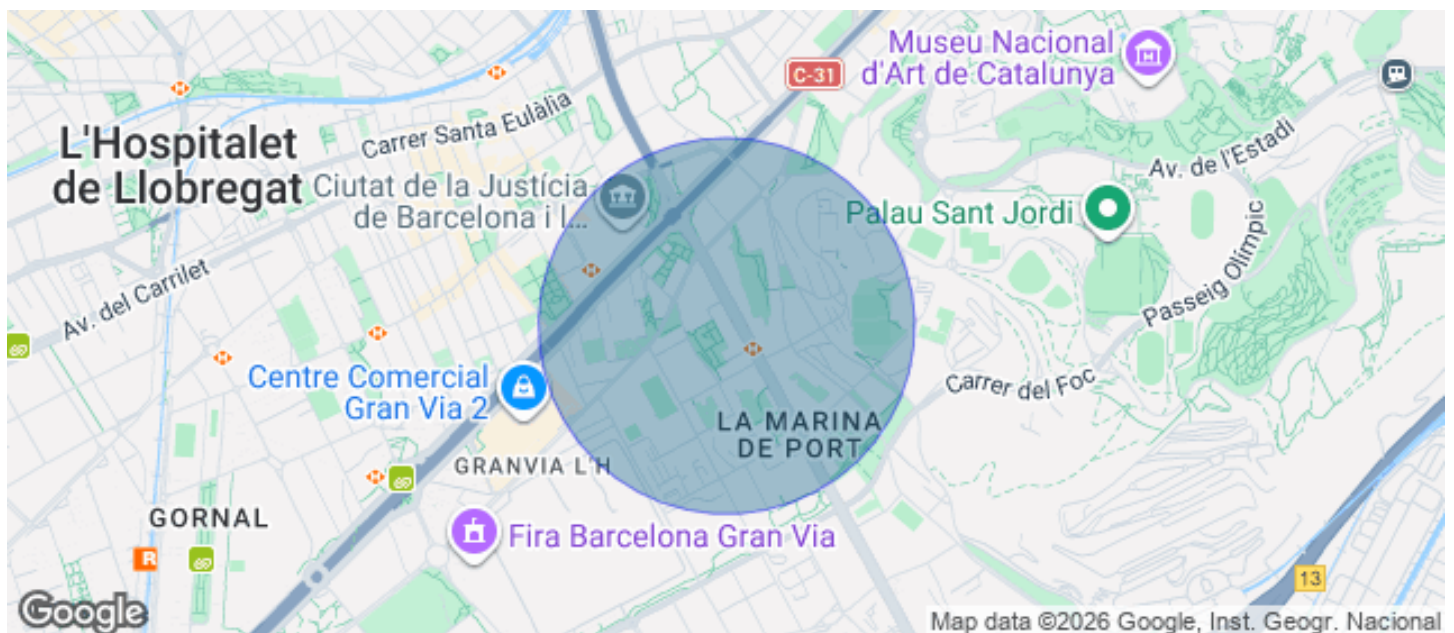 Museu Nacional
d'Art de Catalunya
C-31
L'Hospitalet
de Llobregat
Carrer Santa Eulàlia
Ciutat de la Justícia
de Barcelona i l...
Av. de l'Estadi
Palau Sant Jordi
Av. del Carrilet
Passeig Olímpic
Centre Comercial
Gran Via 2
Carrer del Foc
LA MARINA
DE PORT
GRANVIA L'H
GORNAL
Fira Barcelona Gran Via
R
13
Google
Map data ©2026 Google, Inst. Geogr. Nacional